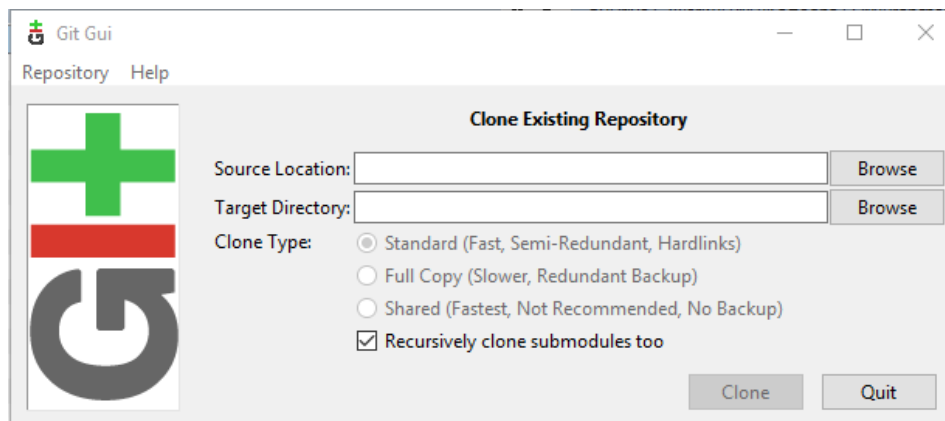 Git Gui
Repository Help
Clone Existing Repository
Source Location: Browse
Target Directory: Browse
Clone Type: Standard (Fast, Semi-Redundant, Hardlinks)
Full Copy (Slower, Redundant Backup)
Shared (Fastest, Not Recommended, No Backup)
Recursively clone submodules too
Clone Quit
GIT